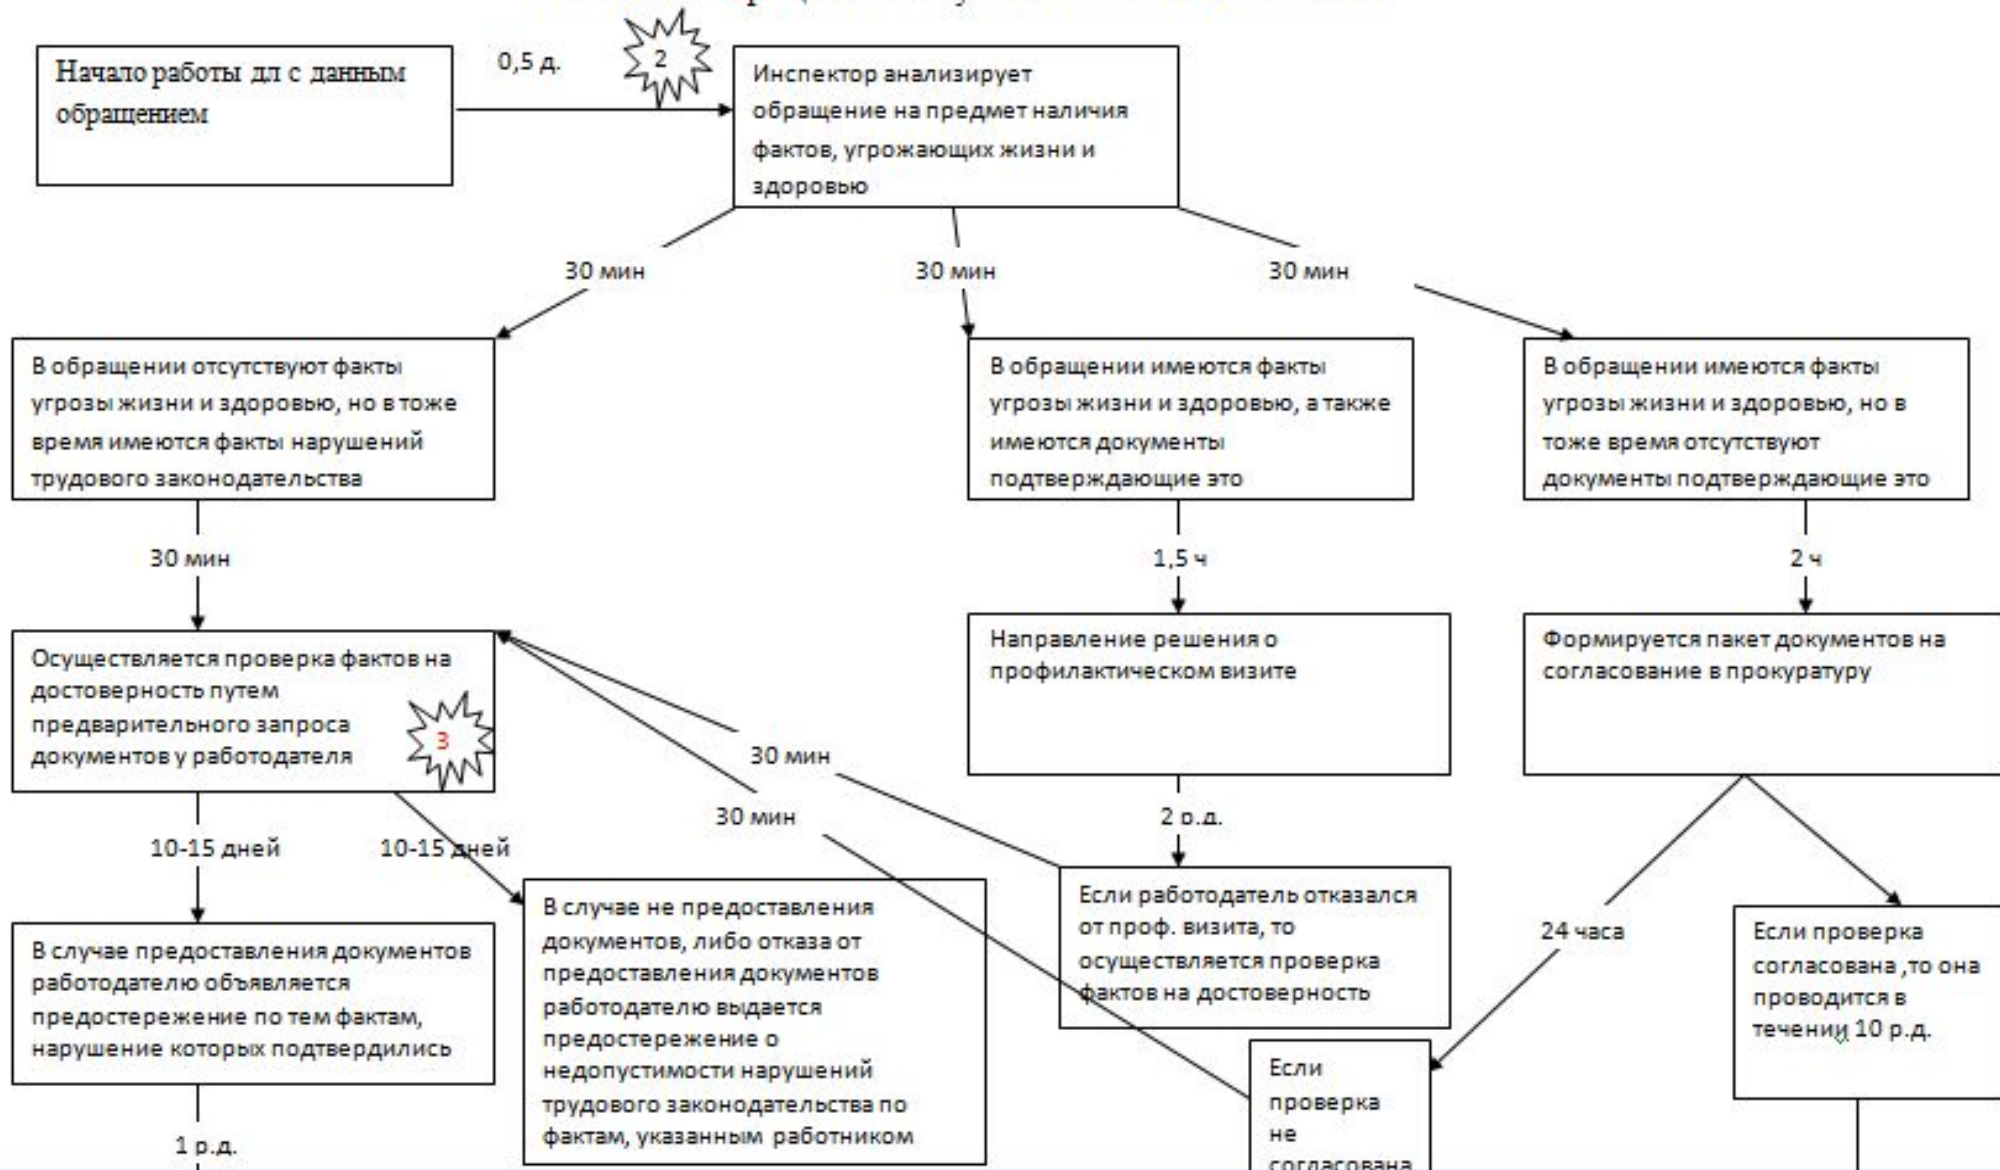 Начало работы дл с данным
обращением
0,5 д.
2
Инспектор анализирует
обращение на предмет наличия
фактов, угрожающих жизни и
здоровью
30 мин
30 мин
30 мин
В обращении отсутствуют факты
угрозы жизни и здоровью, но в тоже
время имеются факты нарушений
трудового законодательства
В обращении имеются факты
угрозы жизни и здоровью, а также
имеются документы
подтверждающие это
В обращении имеются факты
угрозы жизни и здоровью, но в
тоже время отсутствуют
документы подтверждающие это
30 мин
1,5 ч
2 ч
Осуществляется проверка фактов на
достоверность путем
предварительного запроса
документов у работодателя
3
Направление решения о
профилактическом визите
Формируется пакет документов на
согласование в прокуратуру
30 мин
30 мин
2 р.д.
10-15 дней
10-15 дней
24 часа
В случае предоставления документов
работодателю объявляется
предостережение по тем фактам,
нарушение которых подтвердились
В случае не предоставления
документов, либо отказа от
предоставления документов
работодателю выдается
предостережение о
недопустимости нарушений
трудового законодательства по
фактам, указанным работником
Если работодатель отказался
от проф. визита, то
осуществляется проверка
фактов на достоверность
Если проверка
согласована ,то она
проводится в
течении 10 р.д.
Если
проверка
не
согласована
1 р.д.